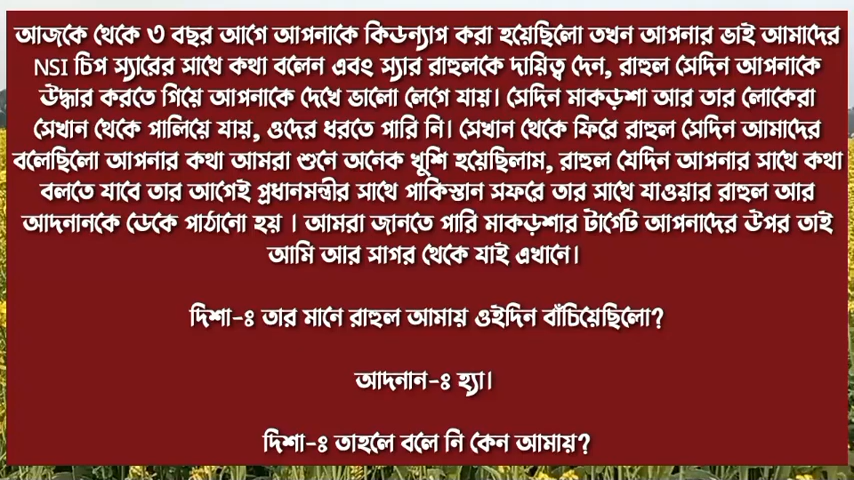 আজকে থেকে ৩ বছর আগে আপনাকে কিডন্যাপ করা হয়েছিলো তখন আপনার ভাই আমাদের
NSI চিপ স্যারের সাথে কথা বলেন এবং স্যার রাহুলকে দায়িত্ব দেন, রাহুল সেদিন আপনাকে
উদ্ধার করতে গিয়ে আপনাকে দেখে ভালো লেগে যায়। সেদিন মাকড়শা আর তার লোকেরা
সেখান থেকে পালিয়ে যায়, ওদের ধরতে পারি নি। সেখান থেকে ফিরে রাহুল সেদিন আমাদের
বলেছিলো আপনার কথা আমরা শুনে অনেক খুশি হয়েছিলাম, রাহুল যেদিন আপনার সাথে কথা
বলতে যাবে তার আগেই প্রধানমন্ত্রীর সাথে পাকিস্তান সফরে তার সাথে যাওয়ার রাহুল আর
আদনানকে ডেকে পাঠানো হয় । আমরা জানতে পারি মাকড়শার টার্গেট আপনাদের উপর তাই
আমি আর সাগর থেকে যাই এখানে।
দিশা-ঃ তার মানে রাহুল আমায় ওইদিন বাঁচিয়েছিলো?
আদনান-ঃ হ্যা।
দিশা-ঃ তাহলে বলে নি কেন আমায়?